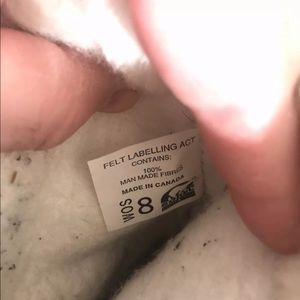 FELT LABELLING ACT
CONTAINS:
100%
MAN MADE FIBRES
MADE IN CANADA
WOS 8